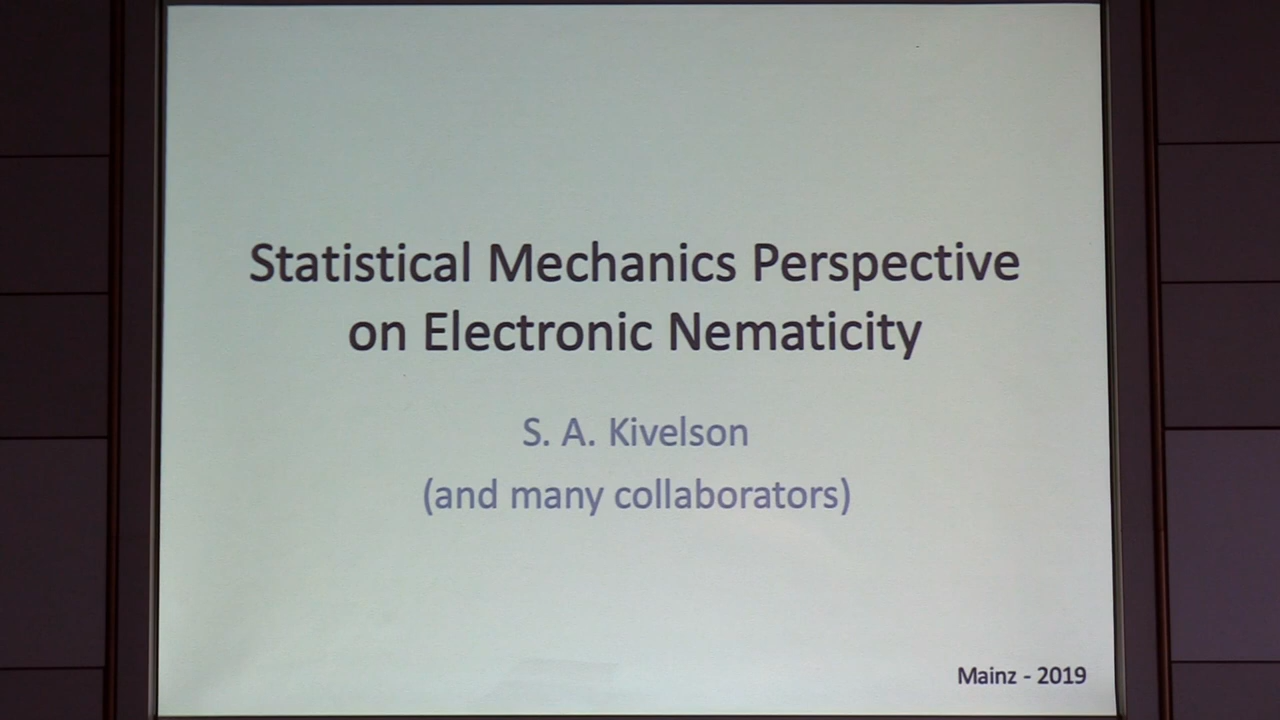 Statistical Mechanics Perspective
on Electronic Nematicity
S. A. Kivelson
(and many collaborators)
Mainz - 2019